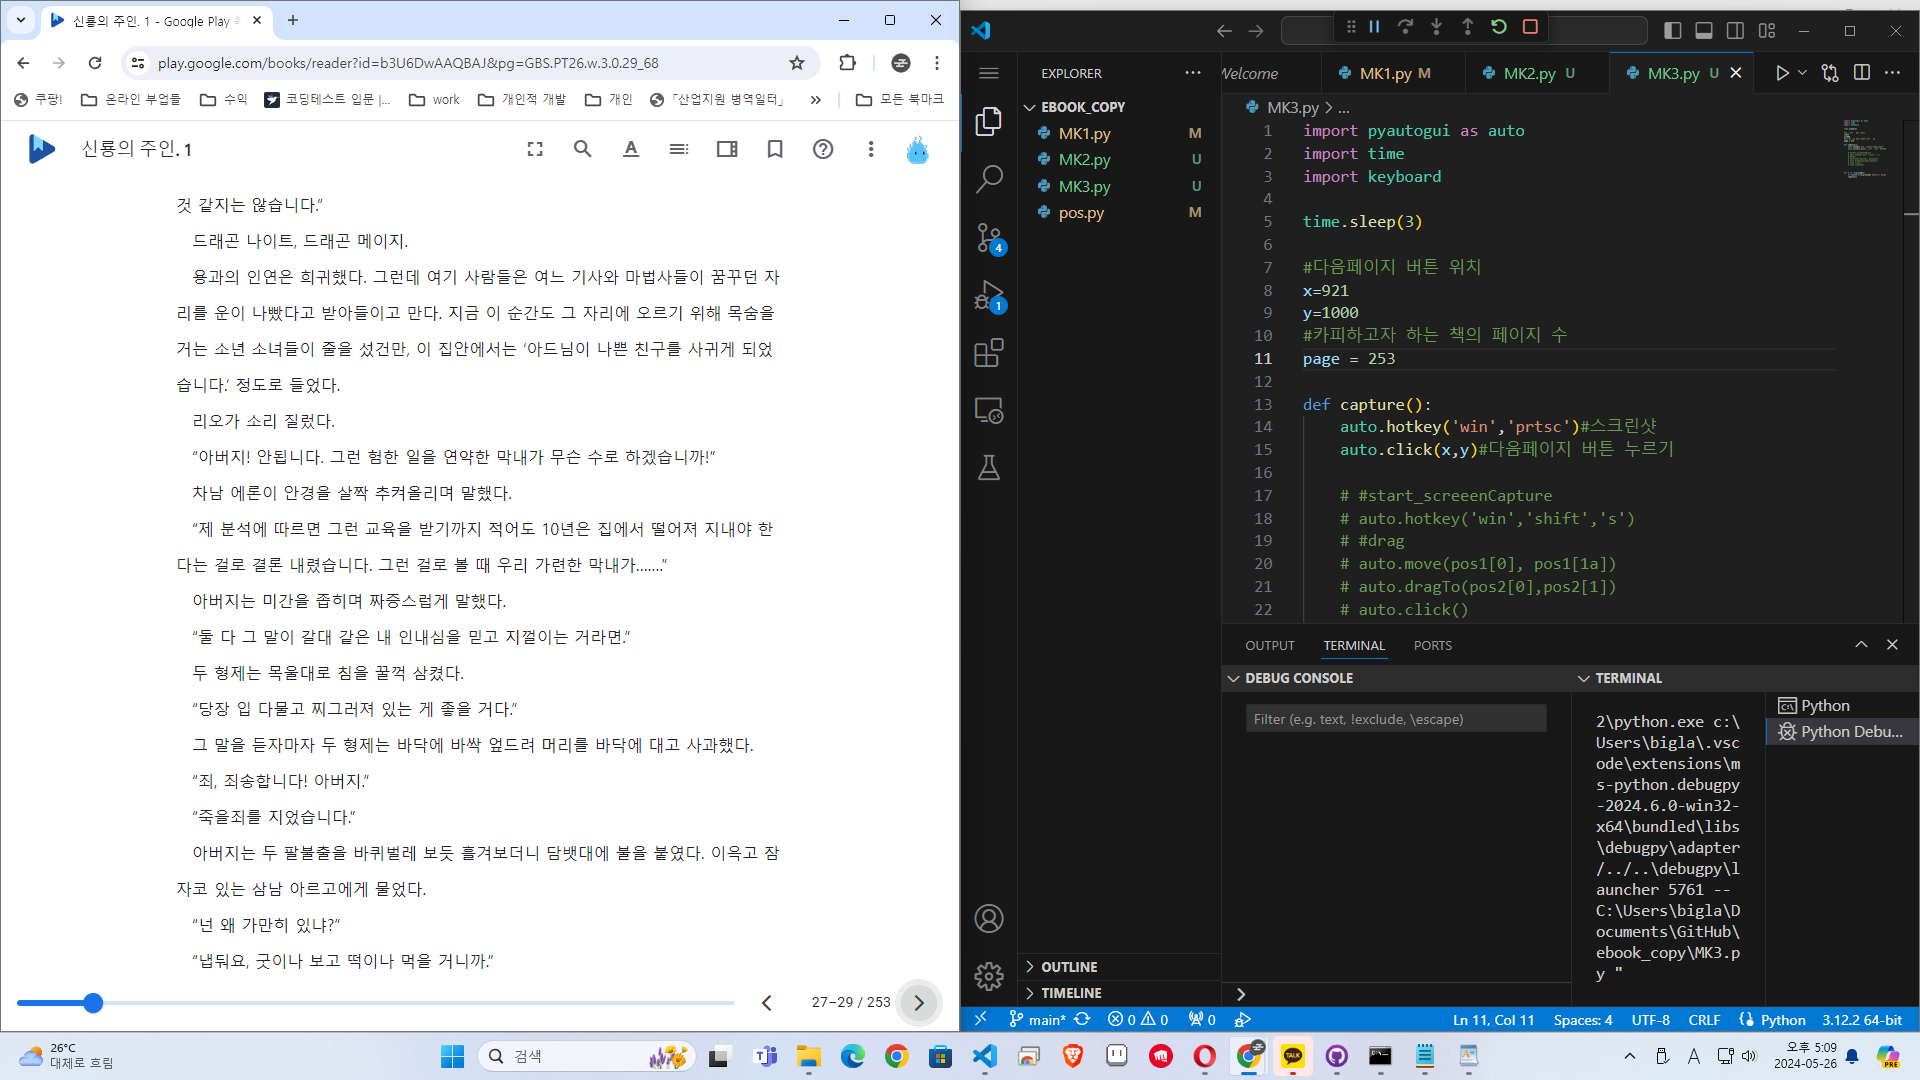 신룡의 주인. 1 - Google Play
play.google.com/books/reader?id=b3U6DwAAQBAJ&pg=GBS.PT26.w.3.0.29_68
쿠팡! 온라인 부업들 수익 코딩테스트 입문 |... work 개인적 개발 개인 「산업지원 병역일터」 » 모든 북마크
신룡의 주인. 1
것 같지는 않습니다.”
드래곤 나이트, 드래곤 메이지.
용과의 인연은 희귀했다. 그런데 여기 사람들은 여느 기사와 마법사들이 꿈꾸던 자
리를 운이 나빴다고 받아들이고 만다. 지금 이 순간도 그 자리에 오르기 위해 목숨을
거는 소년 소녀들이 줄을 섰건만, 이 집안에서는 ‘아드님이 나쁜 친구를 사귀게 되었
습니다.’ 정도로 들었다.
리오가 소리 질렀다.
“아버지! 안됩니다. 그런 험한 일을 연약한 막내가 무슨 수로 하겠습니까!”
차남 에론이 안경을 살짝 추켜올리며 말했다.
“제 분석에 따르면 그런 교육을 받기까지 적어도 10년은 집에서 떨어져 지내야 한
다는 걸로 결론 내렸습니다. 그런 걸로 볼 때 우리 가련한 막내가…….”
아버지는 미간을 좁히며 짜증스럽게 말했다.
“둘 다 그 말이 갈대 같은 내 인내심을 믿고 지껄이는 거라면.”
두 형제는 목울대로 침을 꿀꺽 삼켰다.
“당장 입 다물고 찌그러져 있는 게 좋을 거다.”
그 말을 듣자마자 두 형제는 바닥에 바싹 엎드려 머리를 바닥에 대고 사과했다.
“죄, 죄송합니다! 아버지.”
“죽을죄를 지었습니다.”
아버지는 두 팔불출을 바퀴벌레 보듯 흘겨보더니 담뱃대에 불을 붙였다. 이윽고 잠
자코 있는 삼남 아르고에게 물었다.
“넌 왜 가만히 있냐?”
“냅둬요, 굿이나 보고 떡이나 먹을 거니까.”
27–29 / 253
EXPLORER
EBOOK_COPY
MK1.py M
MK2.py U
MK3.py U
pos.py M
OUTLINE
TIMELINE
Welcome MK1.py M MK2.py U MK3.py U
MK3.py > ...
1 import pyautogui as auto
2 import time
3 import keyboard
4
5 time.sleep(3)
6
7 #다음페이지 버튼 위치
8 x=921
9 y=1000
10 #카피하고자 하는 책의 페이지 수
11 page = 253
12
13 def capture():
14 auto.hotkey('win','prtsc')#스크린샷
15 auto.click(x,y)#다음페이지 버튼 누르기
16
17 # #start_screeenCapture
18 # auto.hotkey('win','shift','s')
19 # #drag
20 # auto.move(pos1[0], pos1[1a])
21 # auto.dragTo(pos2[0],pos2[1])
22 # auto.click()
4
1
OUTPUT TERMINAL PORTS
DEBUG CONSOLE
Filter (e.g. text, !exclude, \escape)
TERMINAL
2\python.exe c:\
Users\bigla\.vsc
ode\extensions\m
s-python.debugpy
-2024.6.0-win32-
x64\bundled\libs
\debugpy\adapter
/../..\debugpy\l
auncher 5761 --
C:\Users\bigla\D
ocuments\GitHub\
ebook_copy\MK3.p
y "
Python
Python Debu...
main* 0 0 0 Ln 11, Col 11 Spaces: 4 UTF-8 CRLF Python 3.12.2 64-bit
26°C
대체로 흐림
검색
TALK
A
오후 5:09
2024-05-26
PRE